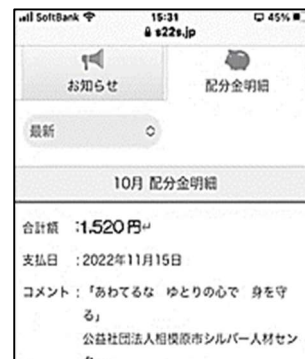 SoftBank 15:31 45%
s22s.jp
お知らせ 配分金明細
最新
10月 配分金明細
合計額 :1,520円↵
支払日 :2022年11月15日
コメント :「あわてるな ゆとりの心で 身を守
る」
公益社団法人相模原市シルバー人材セン